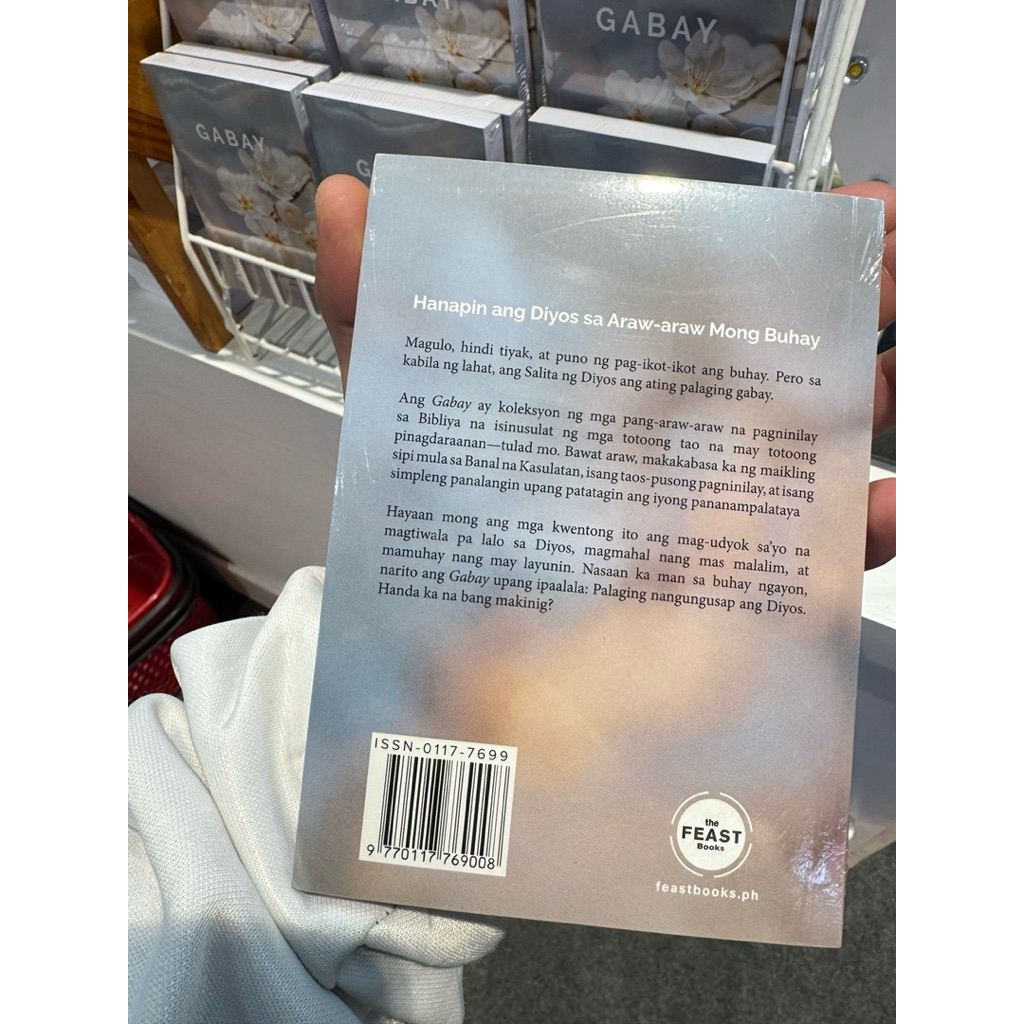 GABAY
GABAY
Hanapin ang Diyos sa Araw-araw Mong Buhay
Magulo, hindi tiyak, at puno ng pag-ikot-ikot ang buhay. Pero sa
kabila ng lahat, ang Salita ng Diyos ang ating palaging gabay.
Ang Gabay ay koleksyon ng mga pang-araw-araw na pagninilay
sa Bibliya na isinusulat ng mga totoong tao na may totoong
pinagdaraanan—tulad mo. Bawat araw, makakabasa ka ng maikling
sipi mula sa Banal na Kasulatan, isang taos-pusong pagninilay, at isang
simpleng panalangin upang patatagin ang iyong pananampalataya
Hayaan mong ang mga kwentong ito ang mag-udyok sa'yo na
magtiwala pa lalo sa Diyos, magmahal nang mas malalim, at
mamuhay nang may layunin. Nasaan ka man sa buhay ngayon,
narito ang Gabay upang ipaalala: Palaging nangungusap ang Diyos.
Handa ka na bang makinig?
ISSN-0117-7699
9 770117 769008
the
FEAST
Books
feastbooks.ph